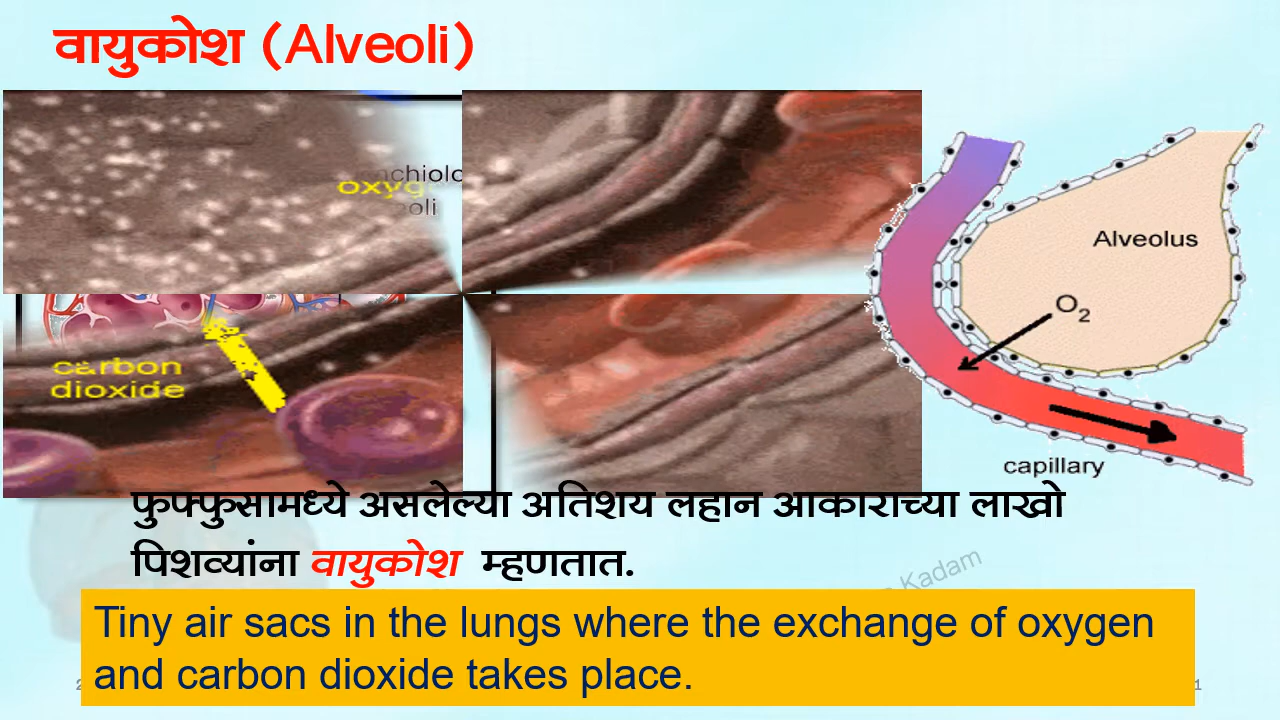 वायुकोश (Alveoli)
carbon
dioxide
Alveolus
O2
capillary
फुफ्फुसामध्ये असलेल्या अतिशय लहान आकाराच्या लाखो
पिशव्यांना वायुकोश म्हणतात.
Kadam
Tiny air sacs in the lungs where the exchange of oxygen
and carbon dioxide takes place.